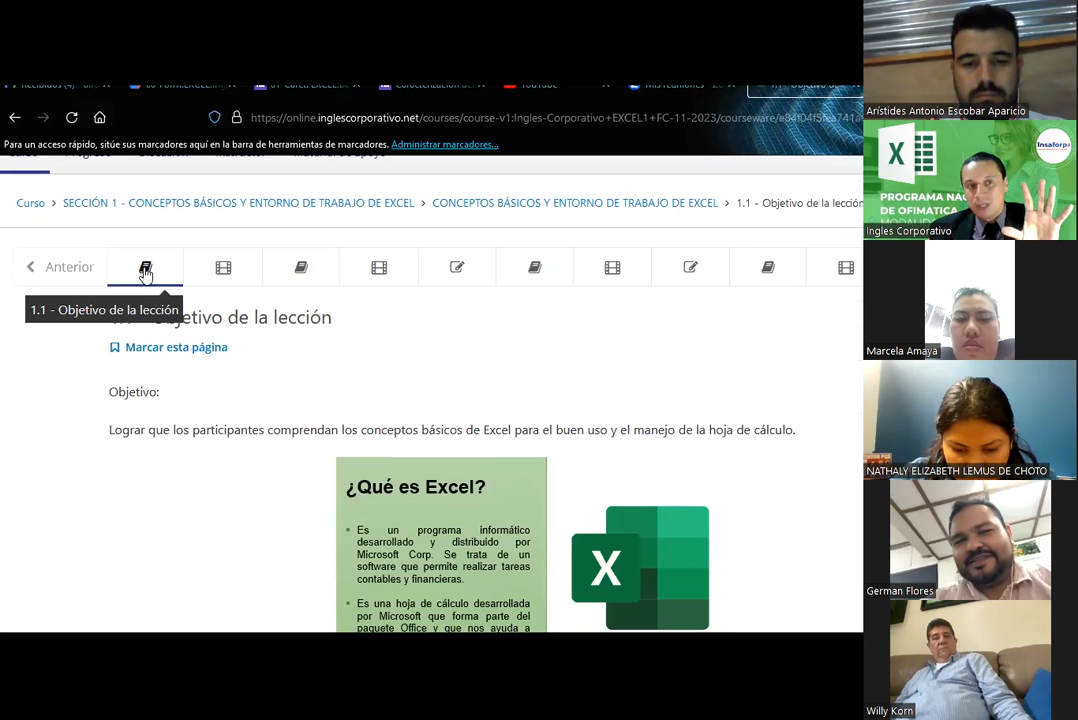 YouTube
https://online.inglescorporativo.net/courses/course-v1:Ingles-Corporativo+EXCEL1+FC-11-2023/courseware/e84f04f5fea741a
Para un acceso rápido, sitúe sus marcadores aquí en la barra de herramientas de marcadores. Administrar marcadores...
Curso > SECCIÓN 1 - CONCEPTOS BÁSICOS Y ENTORNO DE TRABAJO DE EXCEL > CONCEPTOS BÁSICOS Y ENTORNO DE TRABAJO DE EXCEL > 1.1 - Objetivo de la lección
Anterior
1.1 - Objetivo de la lección
jetivo de la lección
Marcar esta página
Objetivo:
Lograr que los participantes comprendan los conceptos básicos de Excel para el buen uso y el manejo de la hoja de cálculo.
¿Qué es Excel?
Es un programa informático
desarrollado y distribuido por
Microsoft Corp. Se trata de un
software que permite realizar tareas
contables y financieras.
Es una hoja de cálculo desarrollada
por Microsoft que forma parte del
paquete Office y que nos ayuda a
X
Arístides Antonio Escobar Aparicio
X
Insaforp
PROGRAMA NAC
DE OFIMÁTICA
MODALID
Ingles Corporativo
Marcela Amaya
NATHALY ELIZABETH LEMUS DE CHOTO
German Flores
Willy Korn